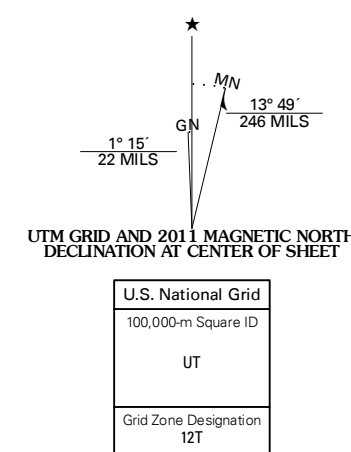 ★
MN
GN
13° 49´
246 MILS
1° 15´
22 MILS
UTM GRID AND 2011 MAGNETIC NORTH
DECLINATION AT CENTER OF SHEET
U.S. National Grid
100,000-m Square ID
UT
Grid Zone Designation
12T